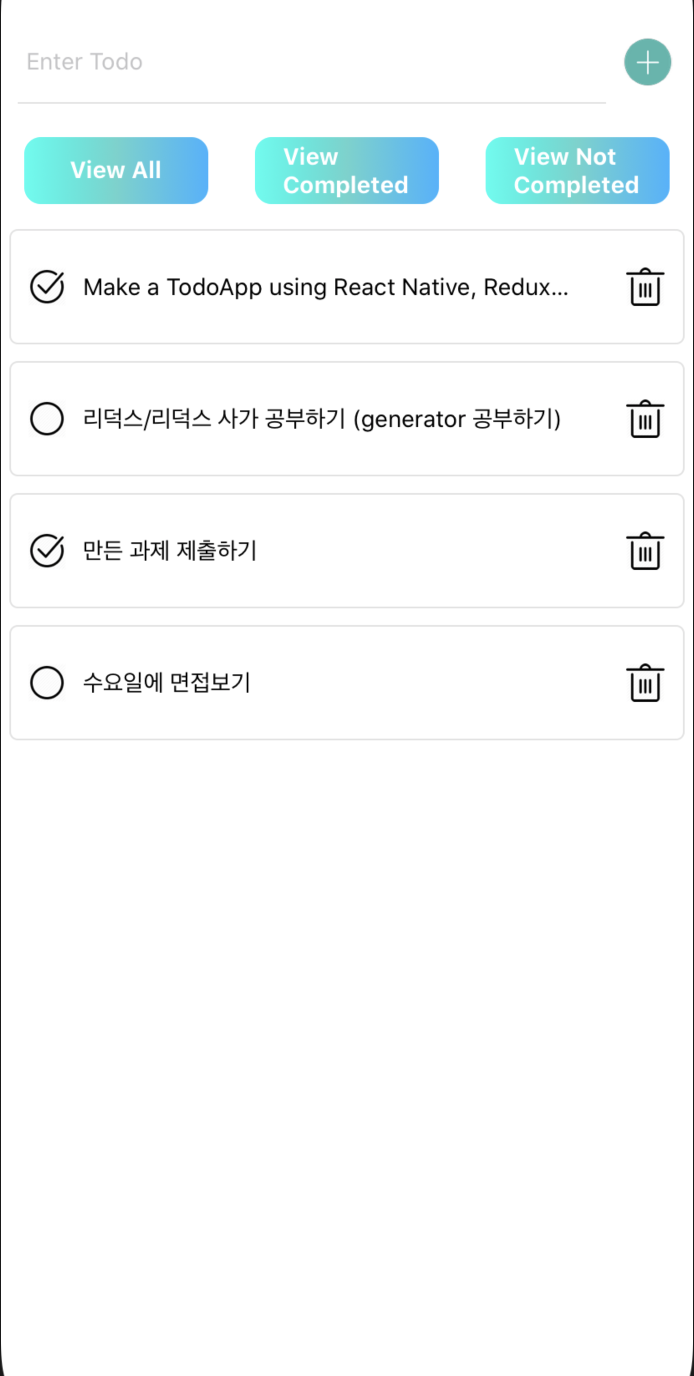 Enter Todo
View All
View
Completed
View Not
Completed
Make a TodoApp using React Native, Redux...
리덕스/리덕스 사가 공부하기 (generator 공부하기)
만든 과제 제출하기
수요일에 면접보기